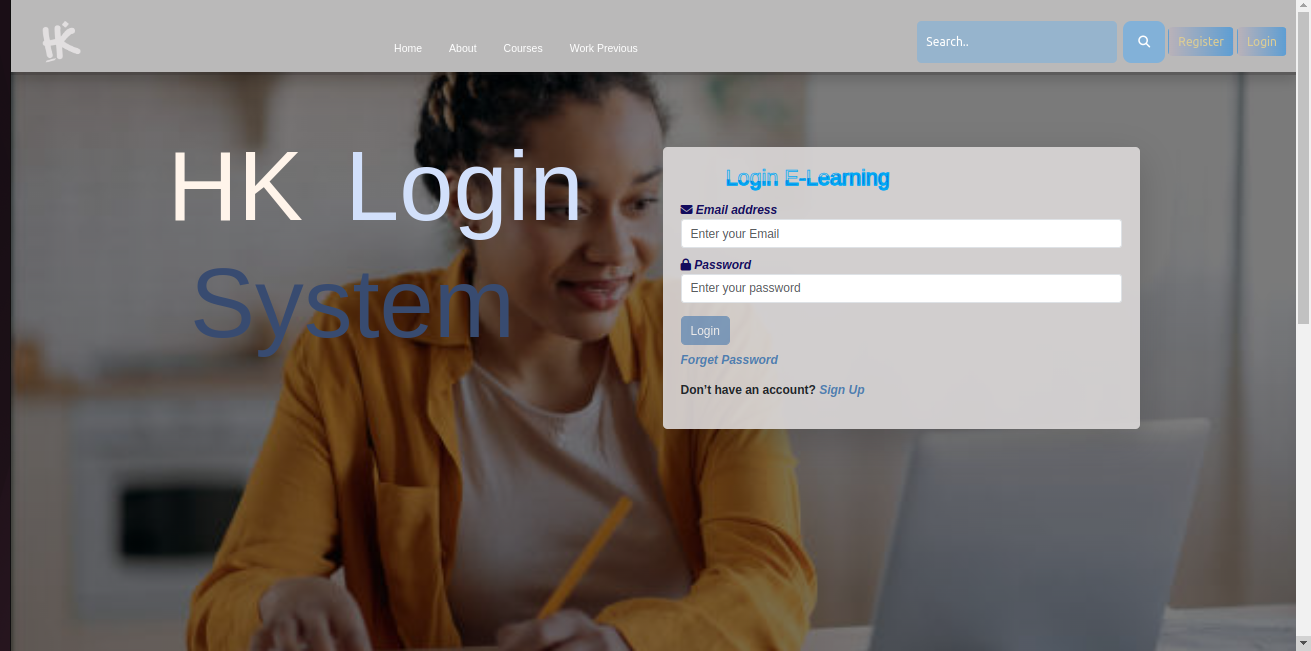 HK
Home About Courses Work Previous
Search..
Register Login
HK Login
System
Login E-Learning
Email address
Enter your Email
Password
Enter your password
Login
Forget Password
Don't have an account? Sign Up